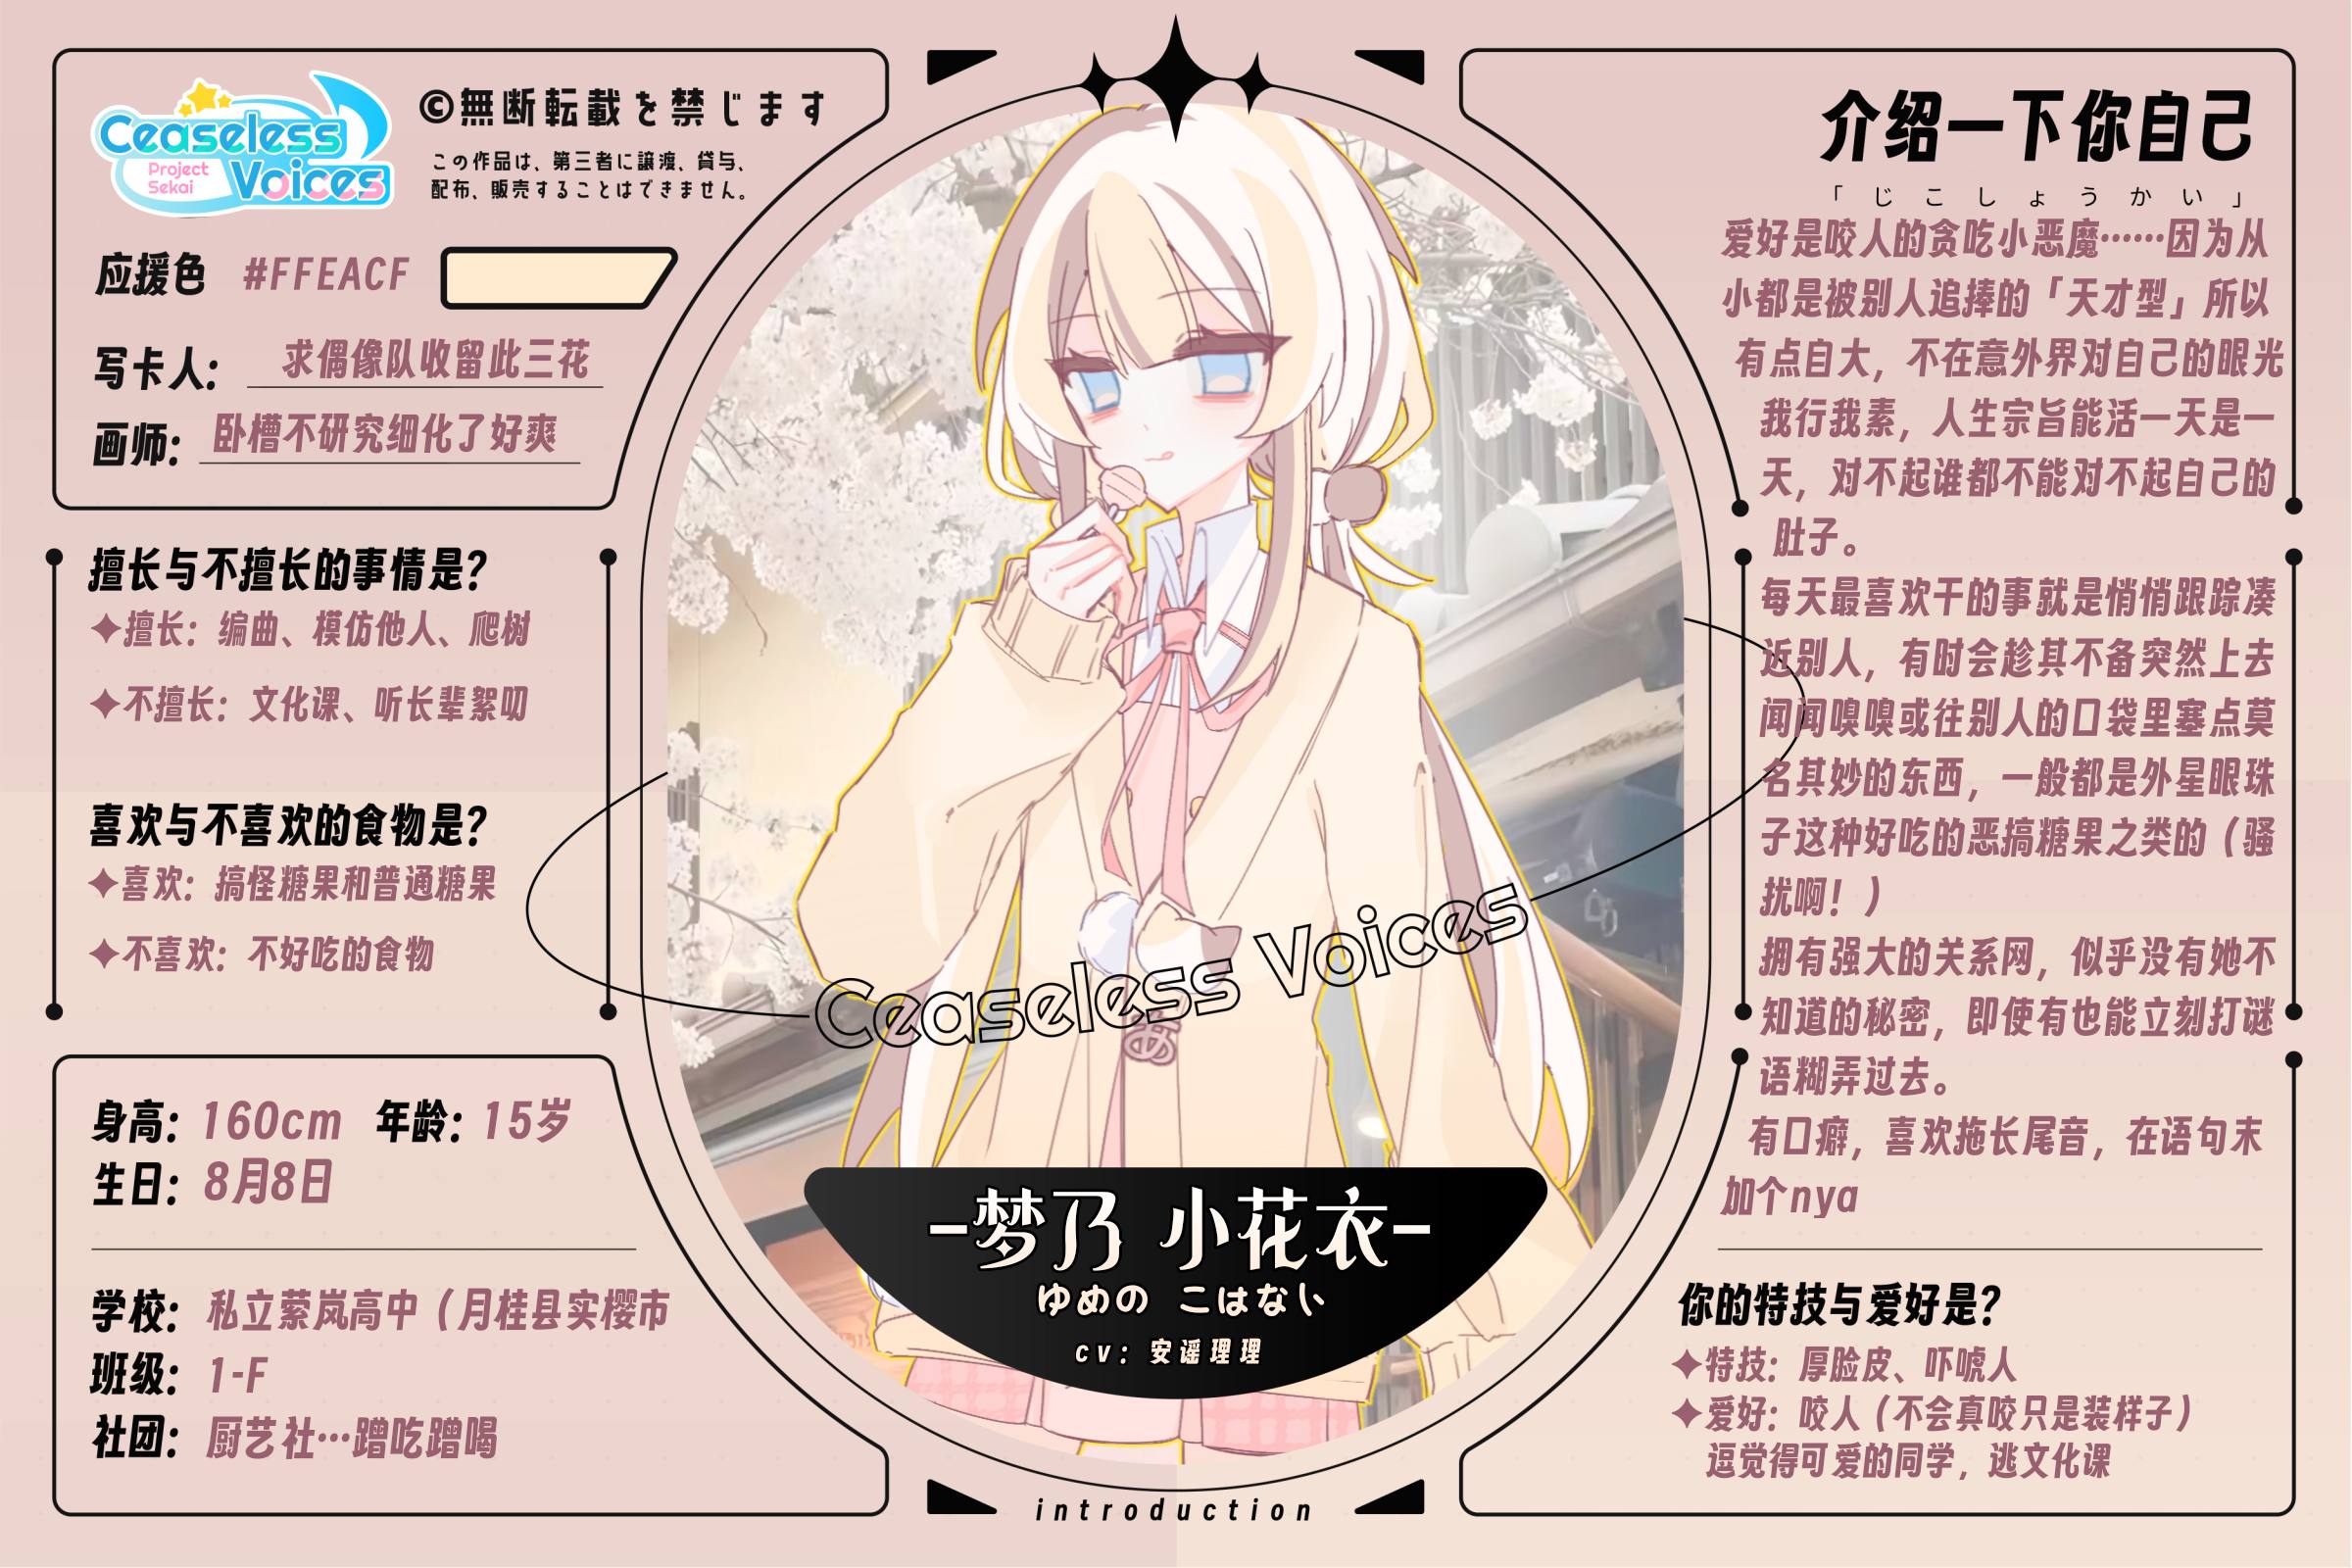 Ceaseless
Project
Sekai
Voices
©無断転載を禁じます
この作品は、第三者に譲渡、貸与、
配布、販売することはできません。
应援色 #FFEACF
写卡人: 求偶像队收留此三花
画师: 卧槽不研究细化了好爽
擅长与不擅长的事情是?
✦擅长：编曲、模仿他人、爬树
✦不擅长：文化课、听长辈絮叨
喜欢与不喜欢的食物是?
✦喜欢：搞怪糖果和普通糖果
✦不喜欢：不好吃的食物
身高: 160cm 年龄: 15岁
生日: 8月8日
学校: 私立萦岚高中（月桂县实樱市
班级: 1-F
社团: 厨艺社…蹭吃蹭喝
Ceaseless Voices
あ
-梦乃 小花衣-
ゆめの こはない
cv: 安谣理理
introduction
介绍一下你自己
「じこしょうかい」
爱好是咬人的贪吃小恶魔……因为从
小都是被别人追捧的「天才型」所以
有点自大，不在意外界对自己的眼光
我行我素，人生宗旨能活一天是一
天，对不起谁都不能对不起自己的
肚子。
每天最喜欢干的事就是悄悄跟踪凑
近别人，有时会趁其不备突然上去
闻闻嗅嗅或往别人的口袋里塞点莫
名其妙的东西，一般都是外星眼珠
子这种好吃的恶搞糖果之类的（骚
扰啊！）
拥有强大的关系网，似乎没有她不
知道的秘密，即使有也能立刻打谜
语糊弄过去。
有口癖，喜欢拖长尾音，在语句末
加个nya
你的特技与爱好是?
✦特技：厚脸皮、吓唬人
✦爱好：咬人（不会真咬只是装样子）
逗觉得可爱的同学，逃文化课